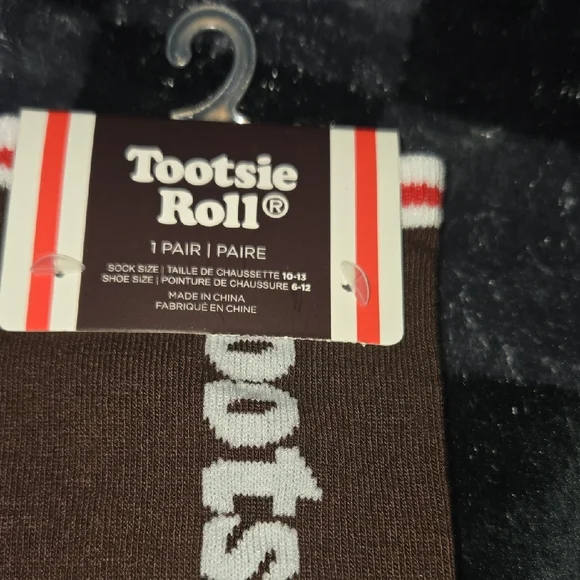 Tootsie
Roll®
1 PAIR | PAIRE
SOCK SIZE | TAILLE DE CHAUSSETTE 10-13
SHOE SIZE | POINTURE DE CHAUSSURE 6-12
MADE IN CHINA
FABRIQUÉ EN CHINE
oots